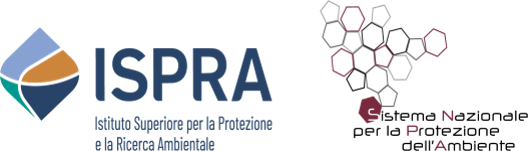 ISPRA
Istituto Superiore per la Protezione
e la Ricerca Ambientale
Sistema Nazionale
per la Protezione
dell'Ambiente